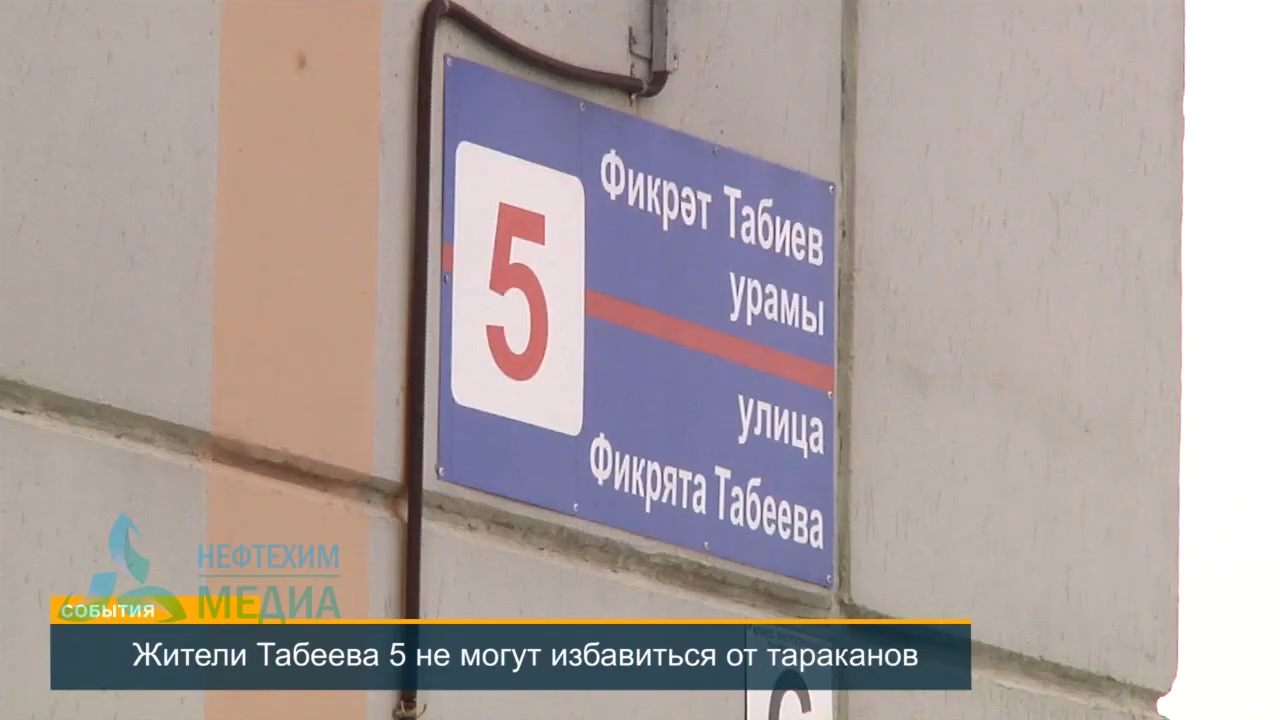 5
Фикрәт Табиев
урамы
улица
Фикрята Табеева
НЕФТЕХИМ
МЕДИА
СОБЫТИЯ
Жители Табеева 5 не могут избавиться от тараканов